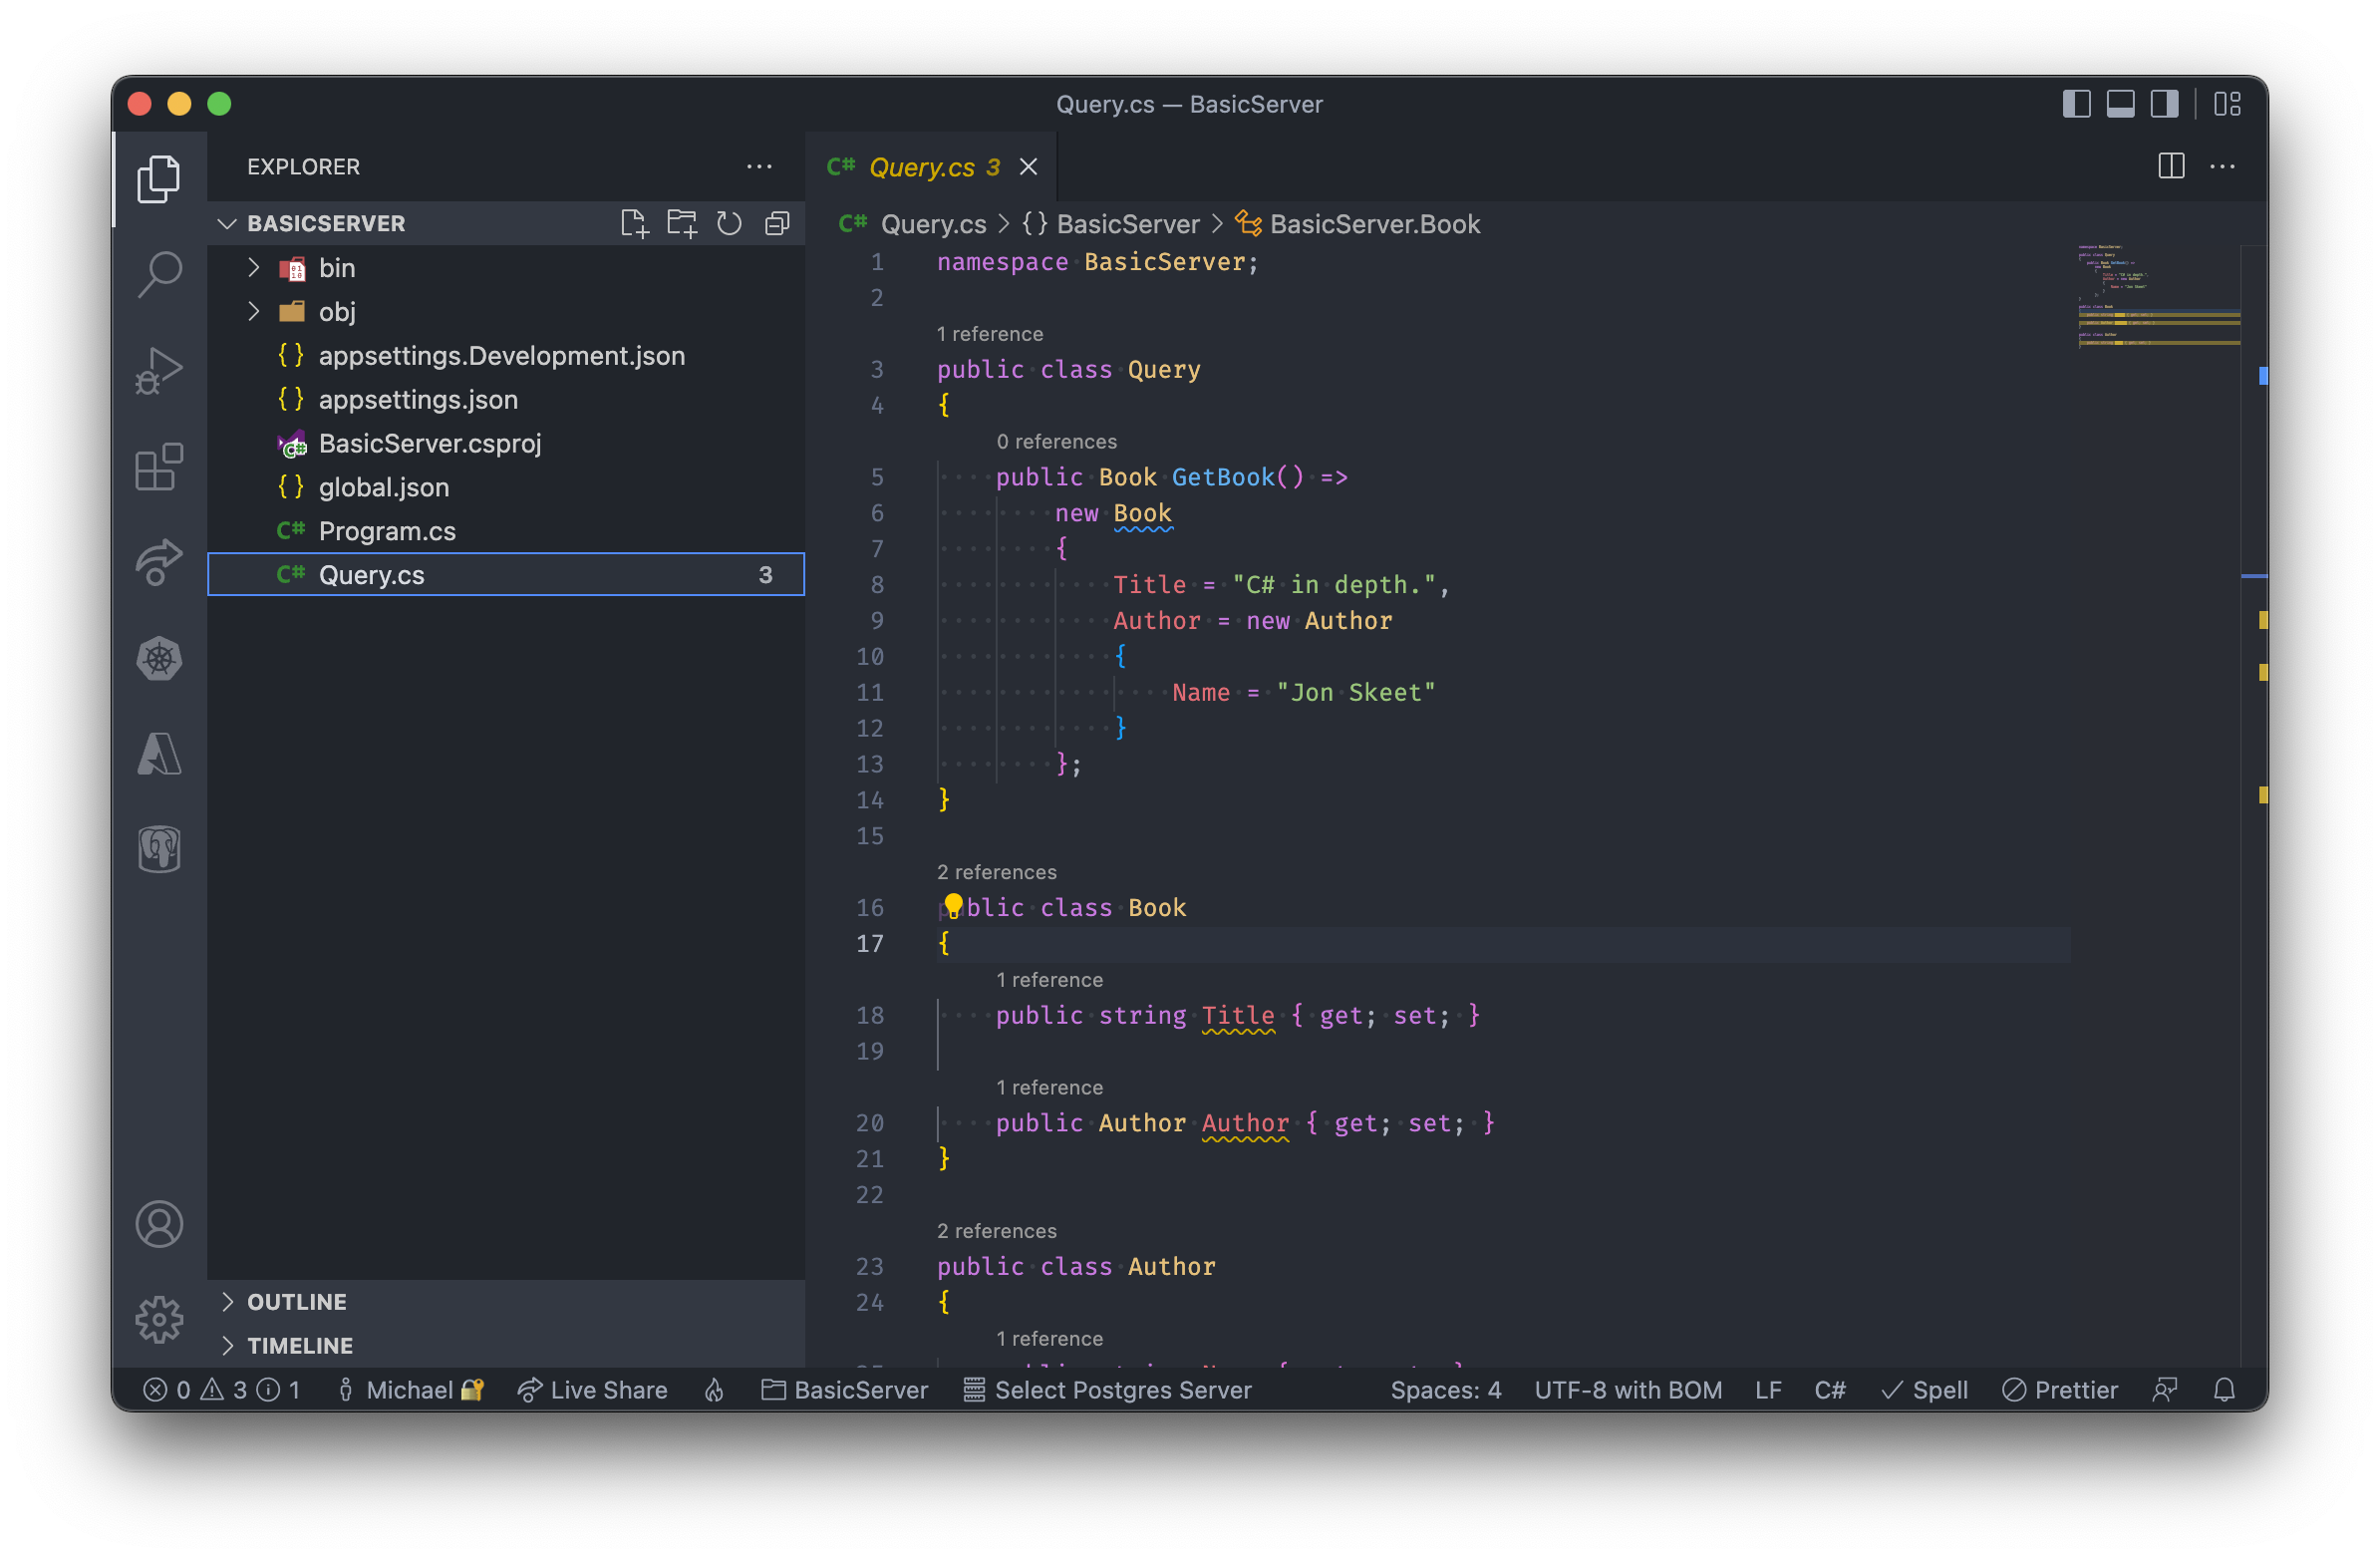 Query.cs — BasicServer
EXPLORER
BASICSERVER
bin
obj
appsettings.Development.json
appsettings.json
BasicServer.csproj
global.json
C# Program.cs
C# Query.cs 3
OUTLINE
TIMELINE
C# Query.cs 3
C# Query.cs > {} BasicServer > BasicServer.Book
1 namespace BasicServer;
2
1 reference
3 public class Query
4 {
0 references
5 public Book GetBook() =>
6 new Book
7 {
8 Title = "C# in depth.",
9 Author = new Author
10 {
11 Name = "Jon Skeet"
12 }
13 };
14 }
15
2 references
16 public class Book
17 {
1 reference
18 public string Title { get; set; }
19
1 reference
20 public Author Author { get; set; }
21 }
22
2 references
23 public class Author
24 {
1 reference
0 3 1 Michael Live Share BasicServer Select Postgres Server Spaces: 4 UTF-8 with BOM LF C# Spell Prettier